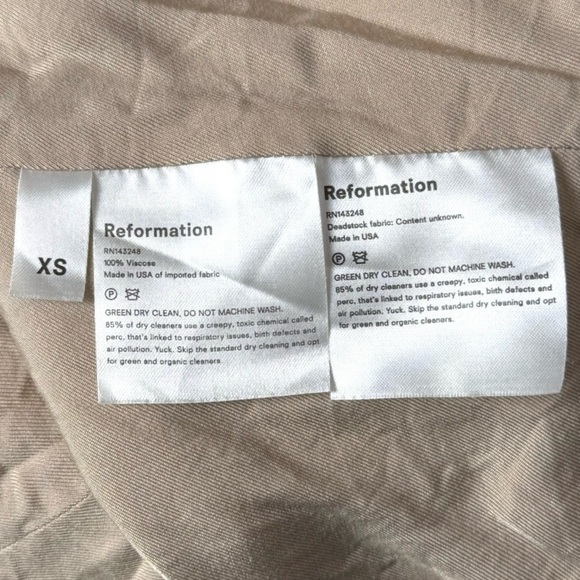 XS
Reformation
RN143248
100% Viscose
Made in USA of imported fabric
GREEN DRY CLEAN, DO NOT MACHINE WASH.
85% of dry cleaners use a creepy, toxic chemical called
perc, that's linked to respiratory issues, birth defects and
air pollution. Yuck. Skip the standard dry cleaning and opt
for green and organic cleaners.
Reformation
RN143248
Deadstock fabric: Content unknown.
Made in USA
GREEN DRY CLEAN, DO NOT MACHINE WASH.
85% of dry cleaners use a creepy, toxic chemical called
perc, that's linked to respiratory issues, birth defects and
air pollution. Yuck. Skip the standard dry cleaning and opt
for green and organic cleaners.